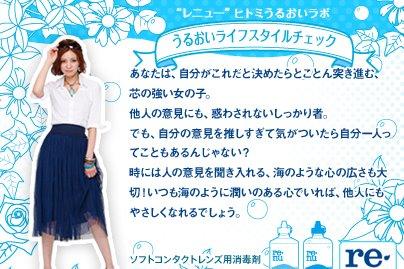 "レニュー" ヒトミうるおいラボ
うるおいライフスタイルチェック
あなたは、自分がこれだと決めたらとことん突き進む、
芯の強い女の子。
他人の意見にも、惑わされないしっかり者。
でも、自分の意見を推しすぎて気がついたら自分一人っ
てこともあるんじゃない？
時には人の意見を聞き入れる、海のような心の広さも大
切！いつも海のように潤いのある心でいれば、他人にも
やさしくなれるでしょう。
ソフトコンタクトレンズ用消毒剤
re-
nu
re-
nu
re-